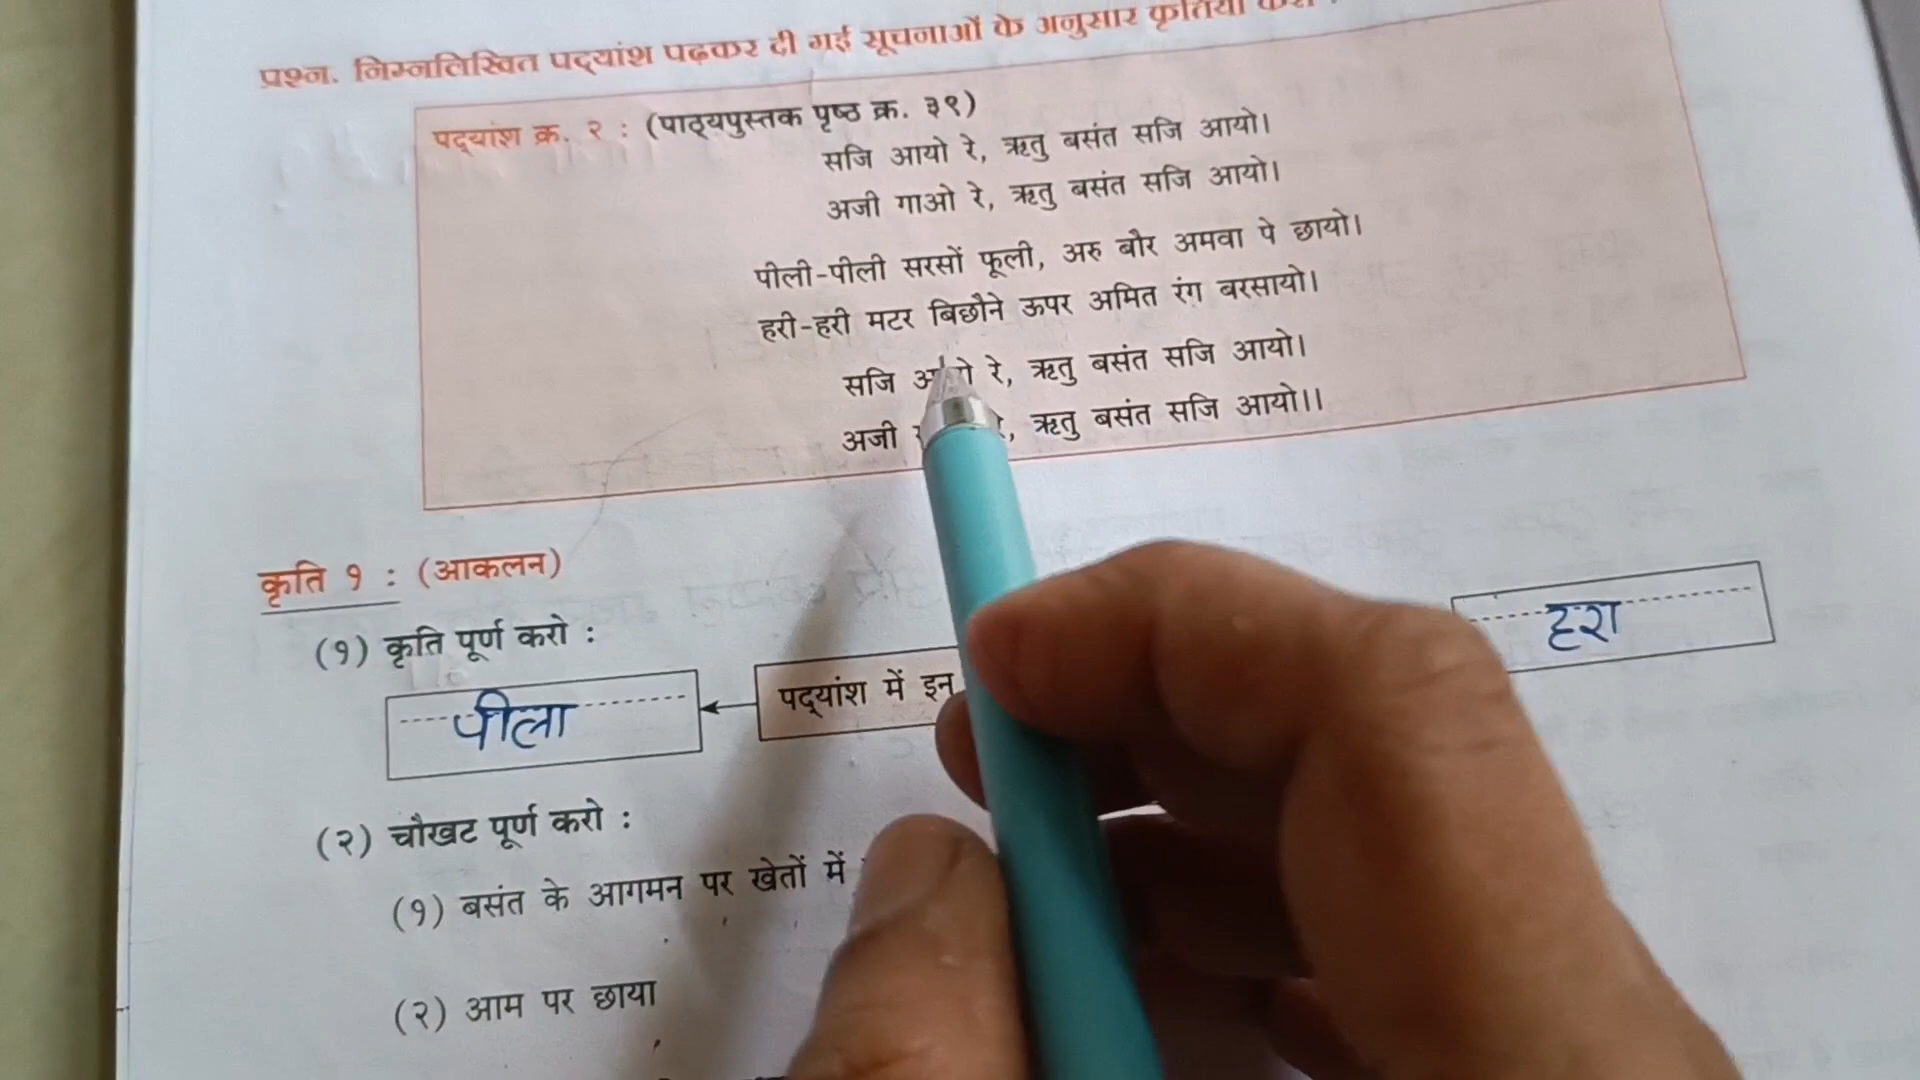 प्रश्न. निम्नलिखित पद्यांश पढ़कर दी गई सूचनाओं के अनुसार कृतियाँ
पद्यांश क्र. २ : (पाठ्यपुस्तक पृष्ठ क्र. ३१)
सजि आयो रे, ऋतु बसंत सजि आयो।
अजी गाओ रे, ऋतु बसंत सजि आयो।
पीली-पीली सरसों फूली, अरु बौर अमवा पे छायो।
हरी-हरी मटर बिछौने ऊपर अमित रंग बरसायो।
सजि रे, ऋतु बसंत सजि आयो।
अजी ऋतु बसंत सजि आयो।।
कृति १ : (आकलन)
(१) कृति पूर्ण करो :
पीला पद्यांश में इन हरा
(२) चौखट पूर्ण करो :
(१) बसंत के आगमन पर खेतों में
(२) आम पर छाया